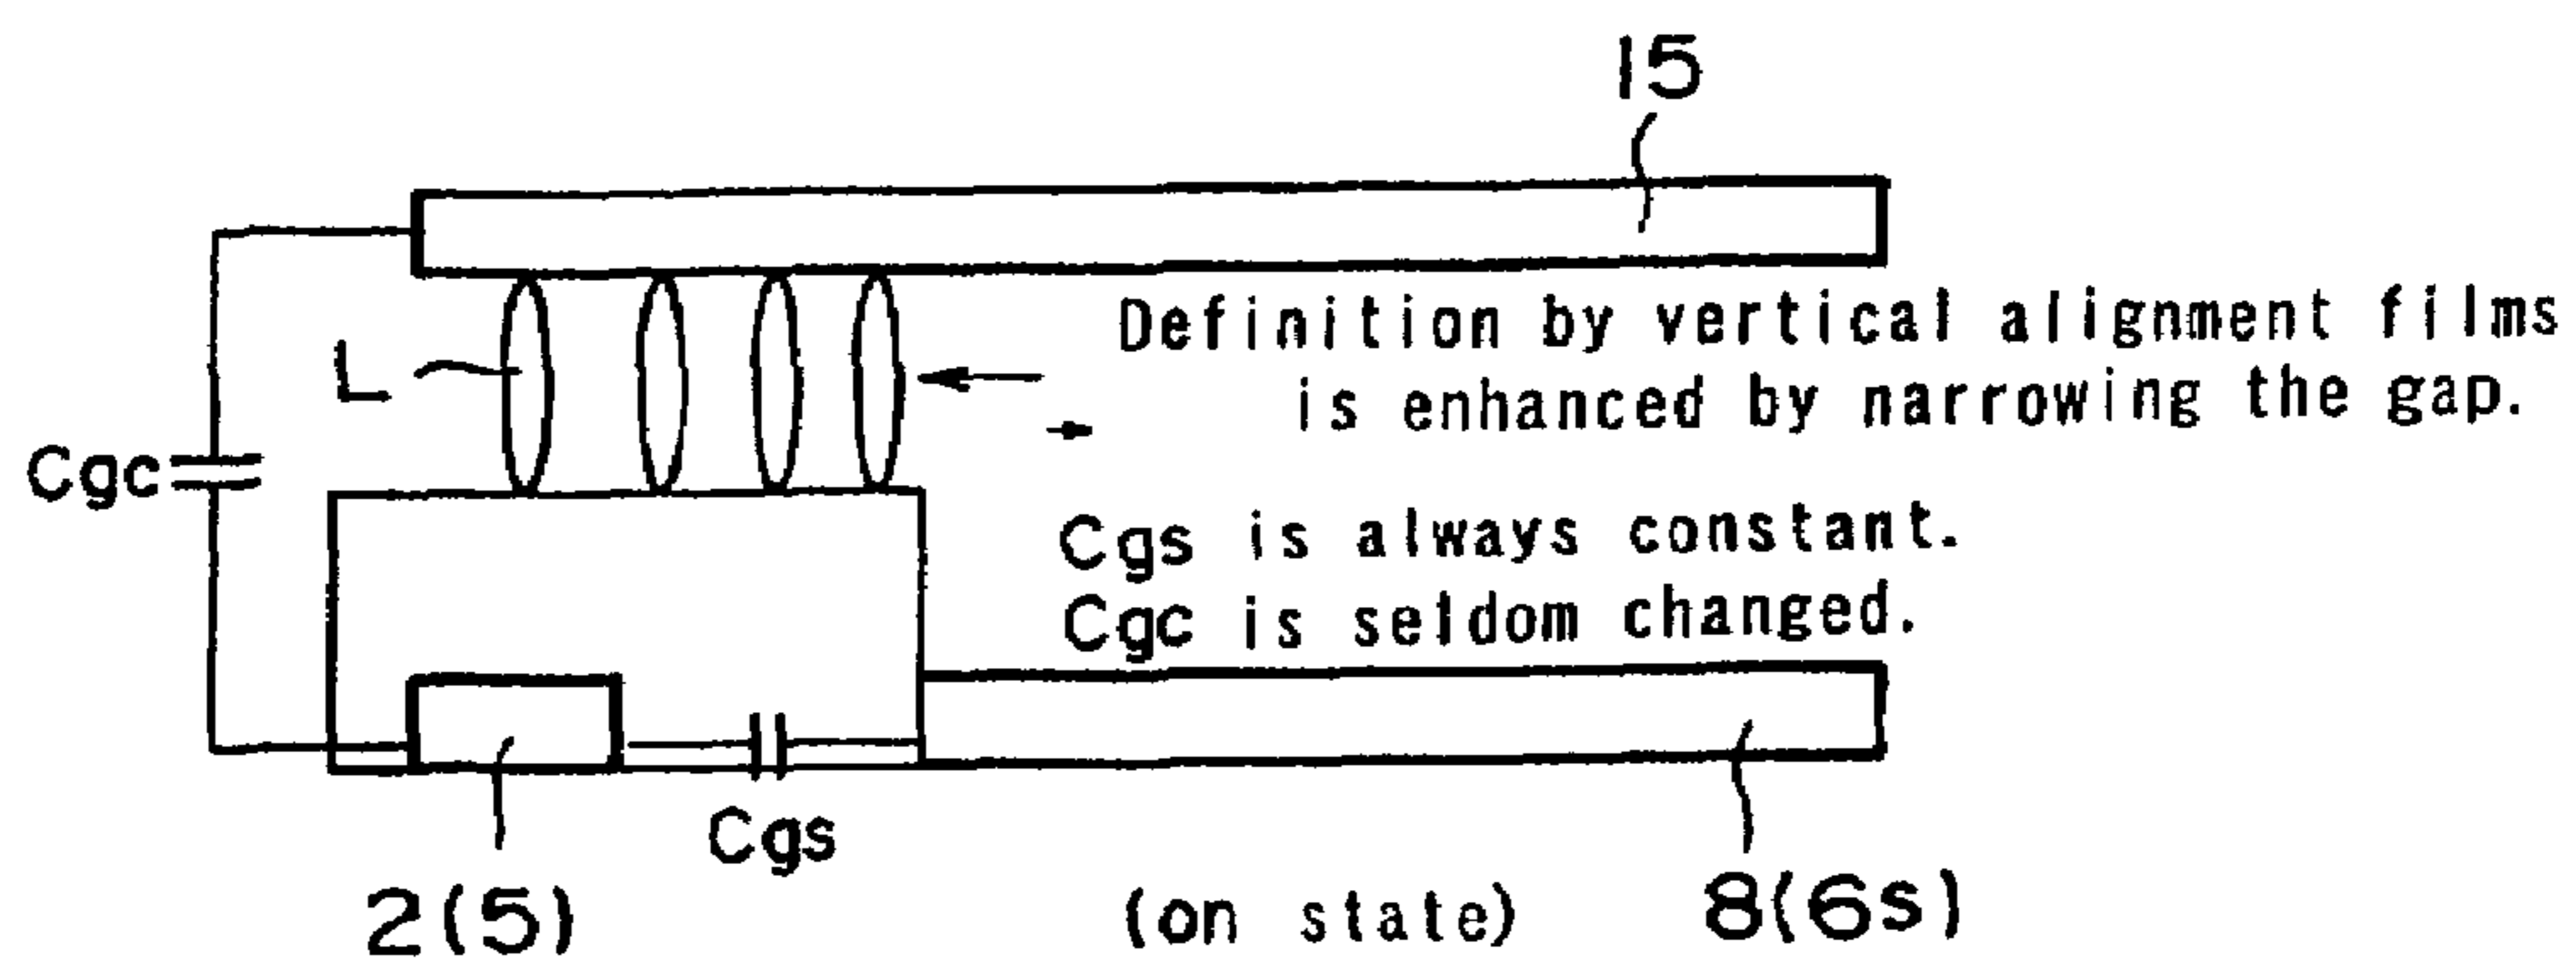 15
Definition by vertical alignment films
is enhanced by narrowing the gap.
L
Cgc
Cgs is always constant.
Cgc is seldom changed.
Cgs
2(5)
(on state)
8(6s)